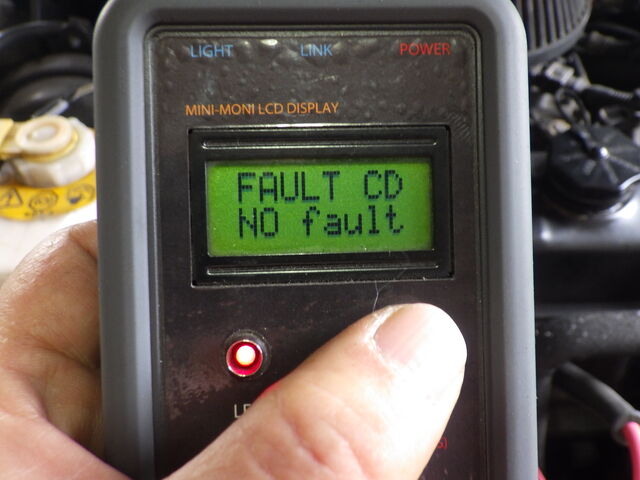 LIGHT LINK POWER
MINI-MONI LCD DISPLAY
FAULT CD
NO fault